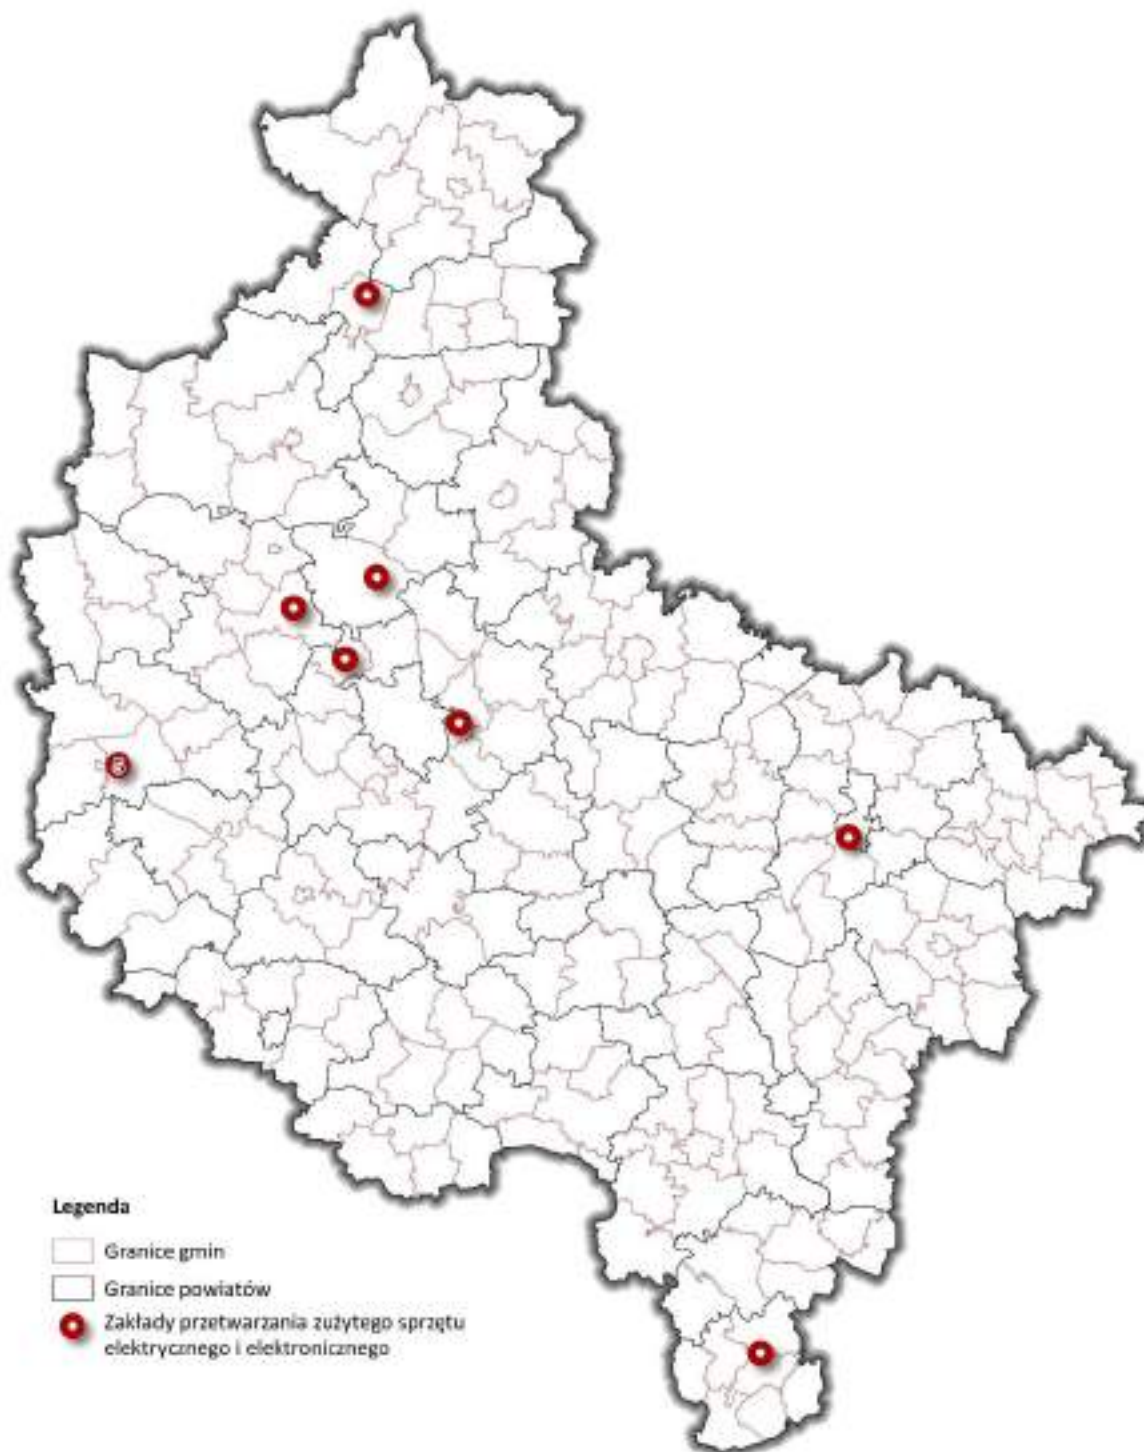 Legenda
Granice gmin
Granice powiatów
Zakłady przetwarzania zużytego sprzętu
elektrycznego i elektronicznego